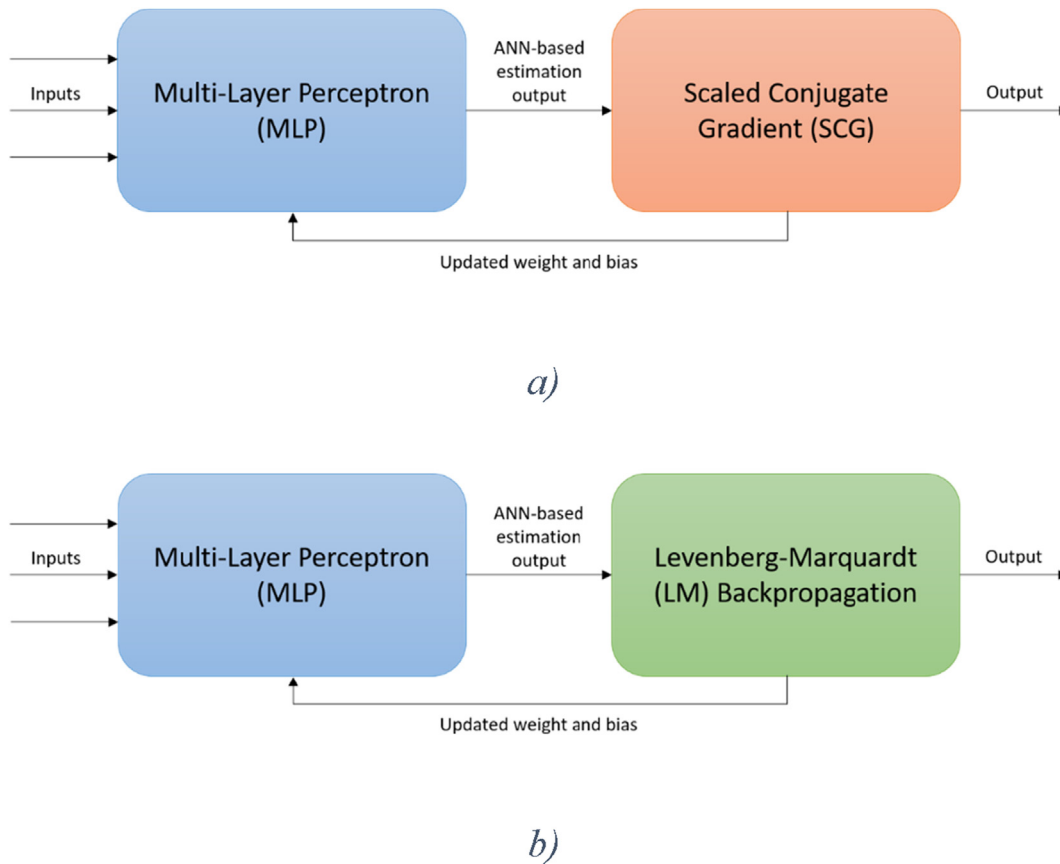 Inputs
Multi-Layer Perceptron
(MLP)
ANN-based
estimation
output
Scaled Conjugate
Gradient (SCG)
Output
Updated weight and bias
a)
Inputs
Multi-Layer Perceptron
(MLP)
ANN-based
estimation
output
Levenberg-Marquardt
(LM) Backpropagation
Output
Updated weight and bias
b)